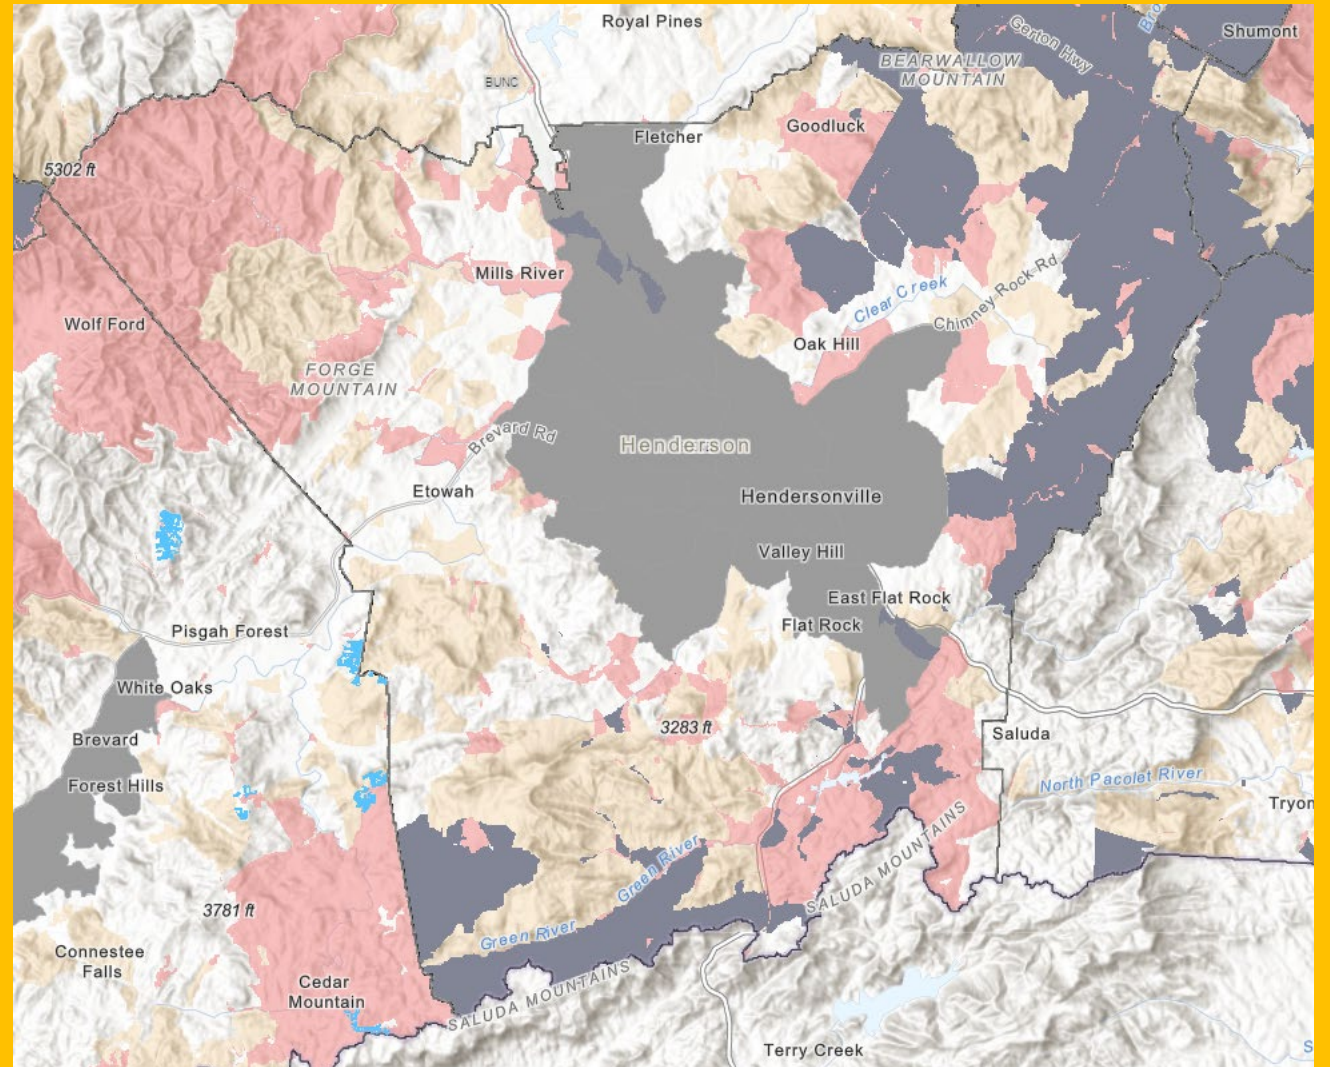 Royal Pines
Gerton Hwy
Bro
Shumont
BEARWALLOW
MOUNTAIN
BUNC
Goodluck
Fletcher
5302 ft
Mills River
Clear Creek
Chimney Rock Rd
Wolf Ford
Oak Hill
FORGE
MOUNTAIN
Brevard Rd
Henderson
Etowah
Hendersonville
Valley Hill
East Flat Rock
Flat Rock
Pisgah Forest
White Oaks
3283 ft
Saluda
Brevard
Forest Hills
North Pacolet River
Tryon
Green River
SALUDA MOUNTAINS
3781 ft
Green River
Connestee
Falls
Cedar
Mountain
SALUDA MOUNTAINS
Terry Creek
S